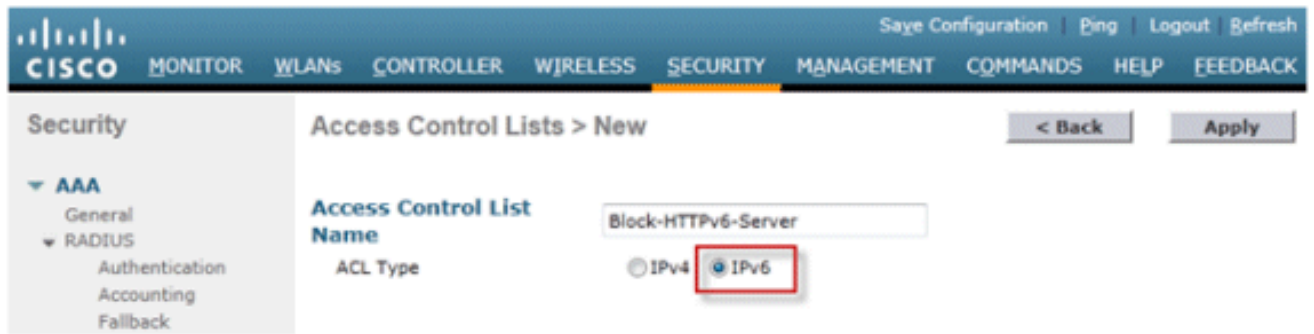 Save Configuration | Ping | Logout | Refresh
CISCO MONITOR WLANs CONTROLLER WIRELESS SECURITY MANAGEMENT COMMANDS HELP FEEDBACK
Security
Access Control Lists > New
< Back
Apply
AAA
General
RADIUS
Authentication
Accounting
Fallback
Access Control List
Name
Block-HTTPv6-Server
ACL Type
IPv4 IPv6